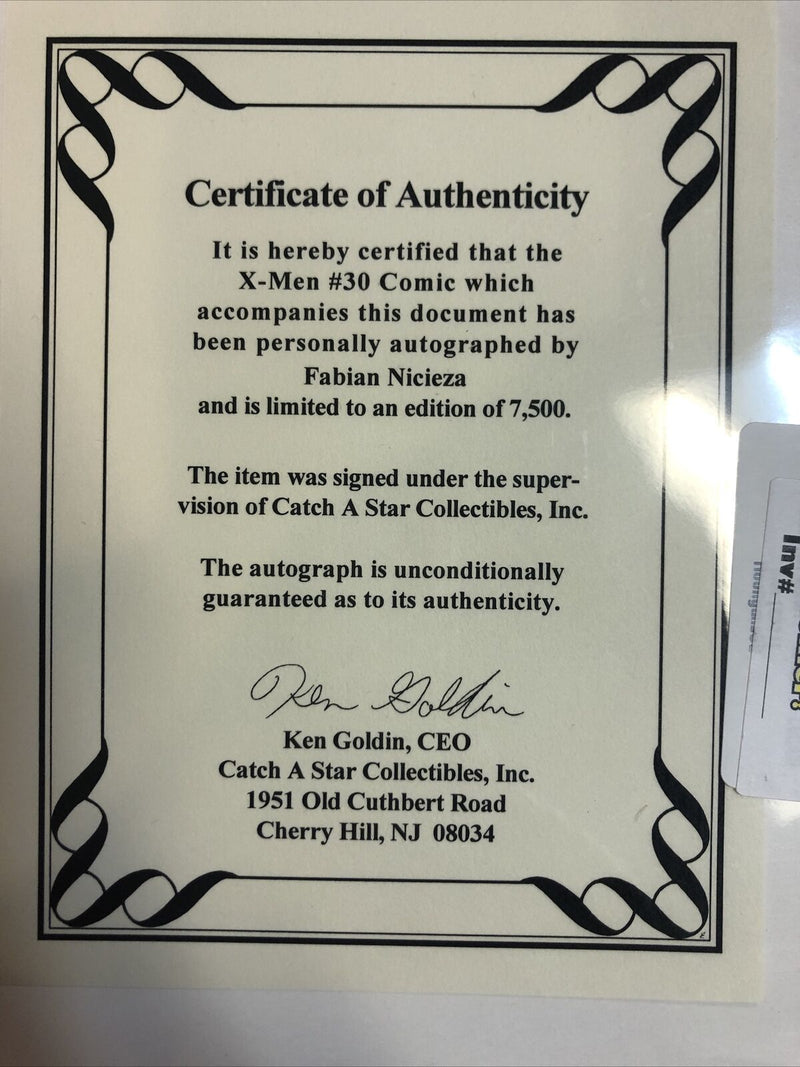 Certificate of Authenticity
It is hereby certified that the
X-Men #30 Comic which
accompanies this document has
been personally autographed by
Fabian Nicieza
and is limited to an edition of 7,500.
The item was signed under the super-
vision of Catch A Star Collectibles, Inc.
The autograph is unconditionally
guaranteed as to its authenticity.
Ken Goldin
Ken Goldin, CEO
Catch A Star Collectibles, Inc.
1951 Old Cuthbert Road
Cherry Hill, NJ 08034
Inv#